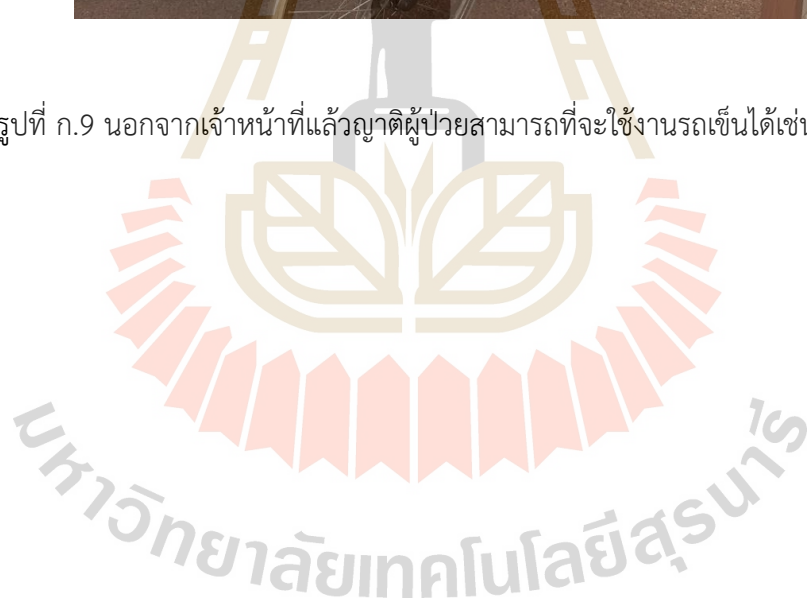 รูปที่ ก.9 นอกจากเจ้าหน้าที่แล้วญาติผู้ป่วยสามารถที่จะใช้งานรถเข็นได้เช่น
มหาวิทยาลัยเทคโนโลยีสุรนารี